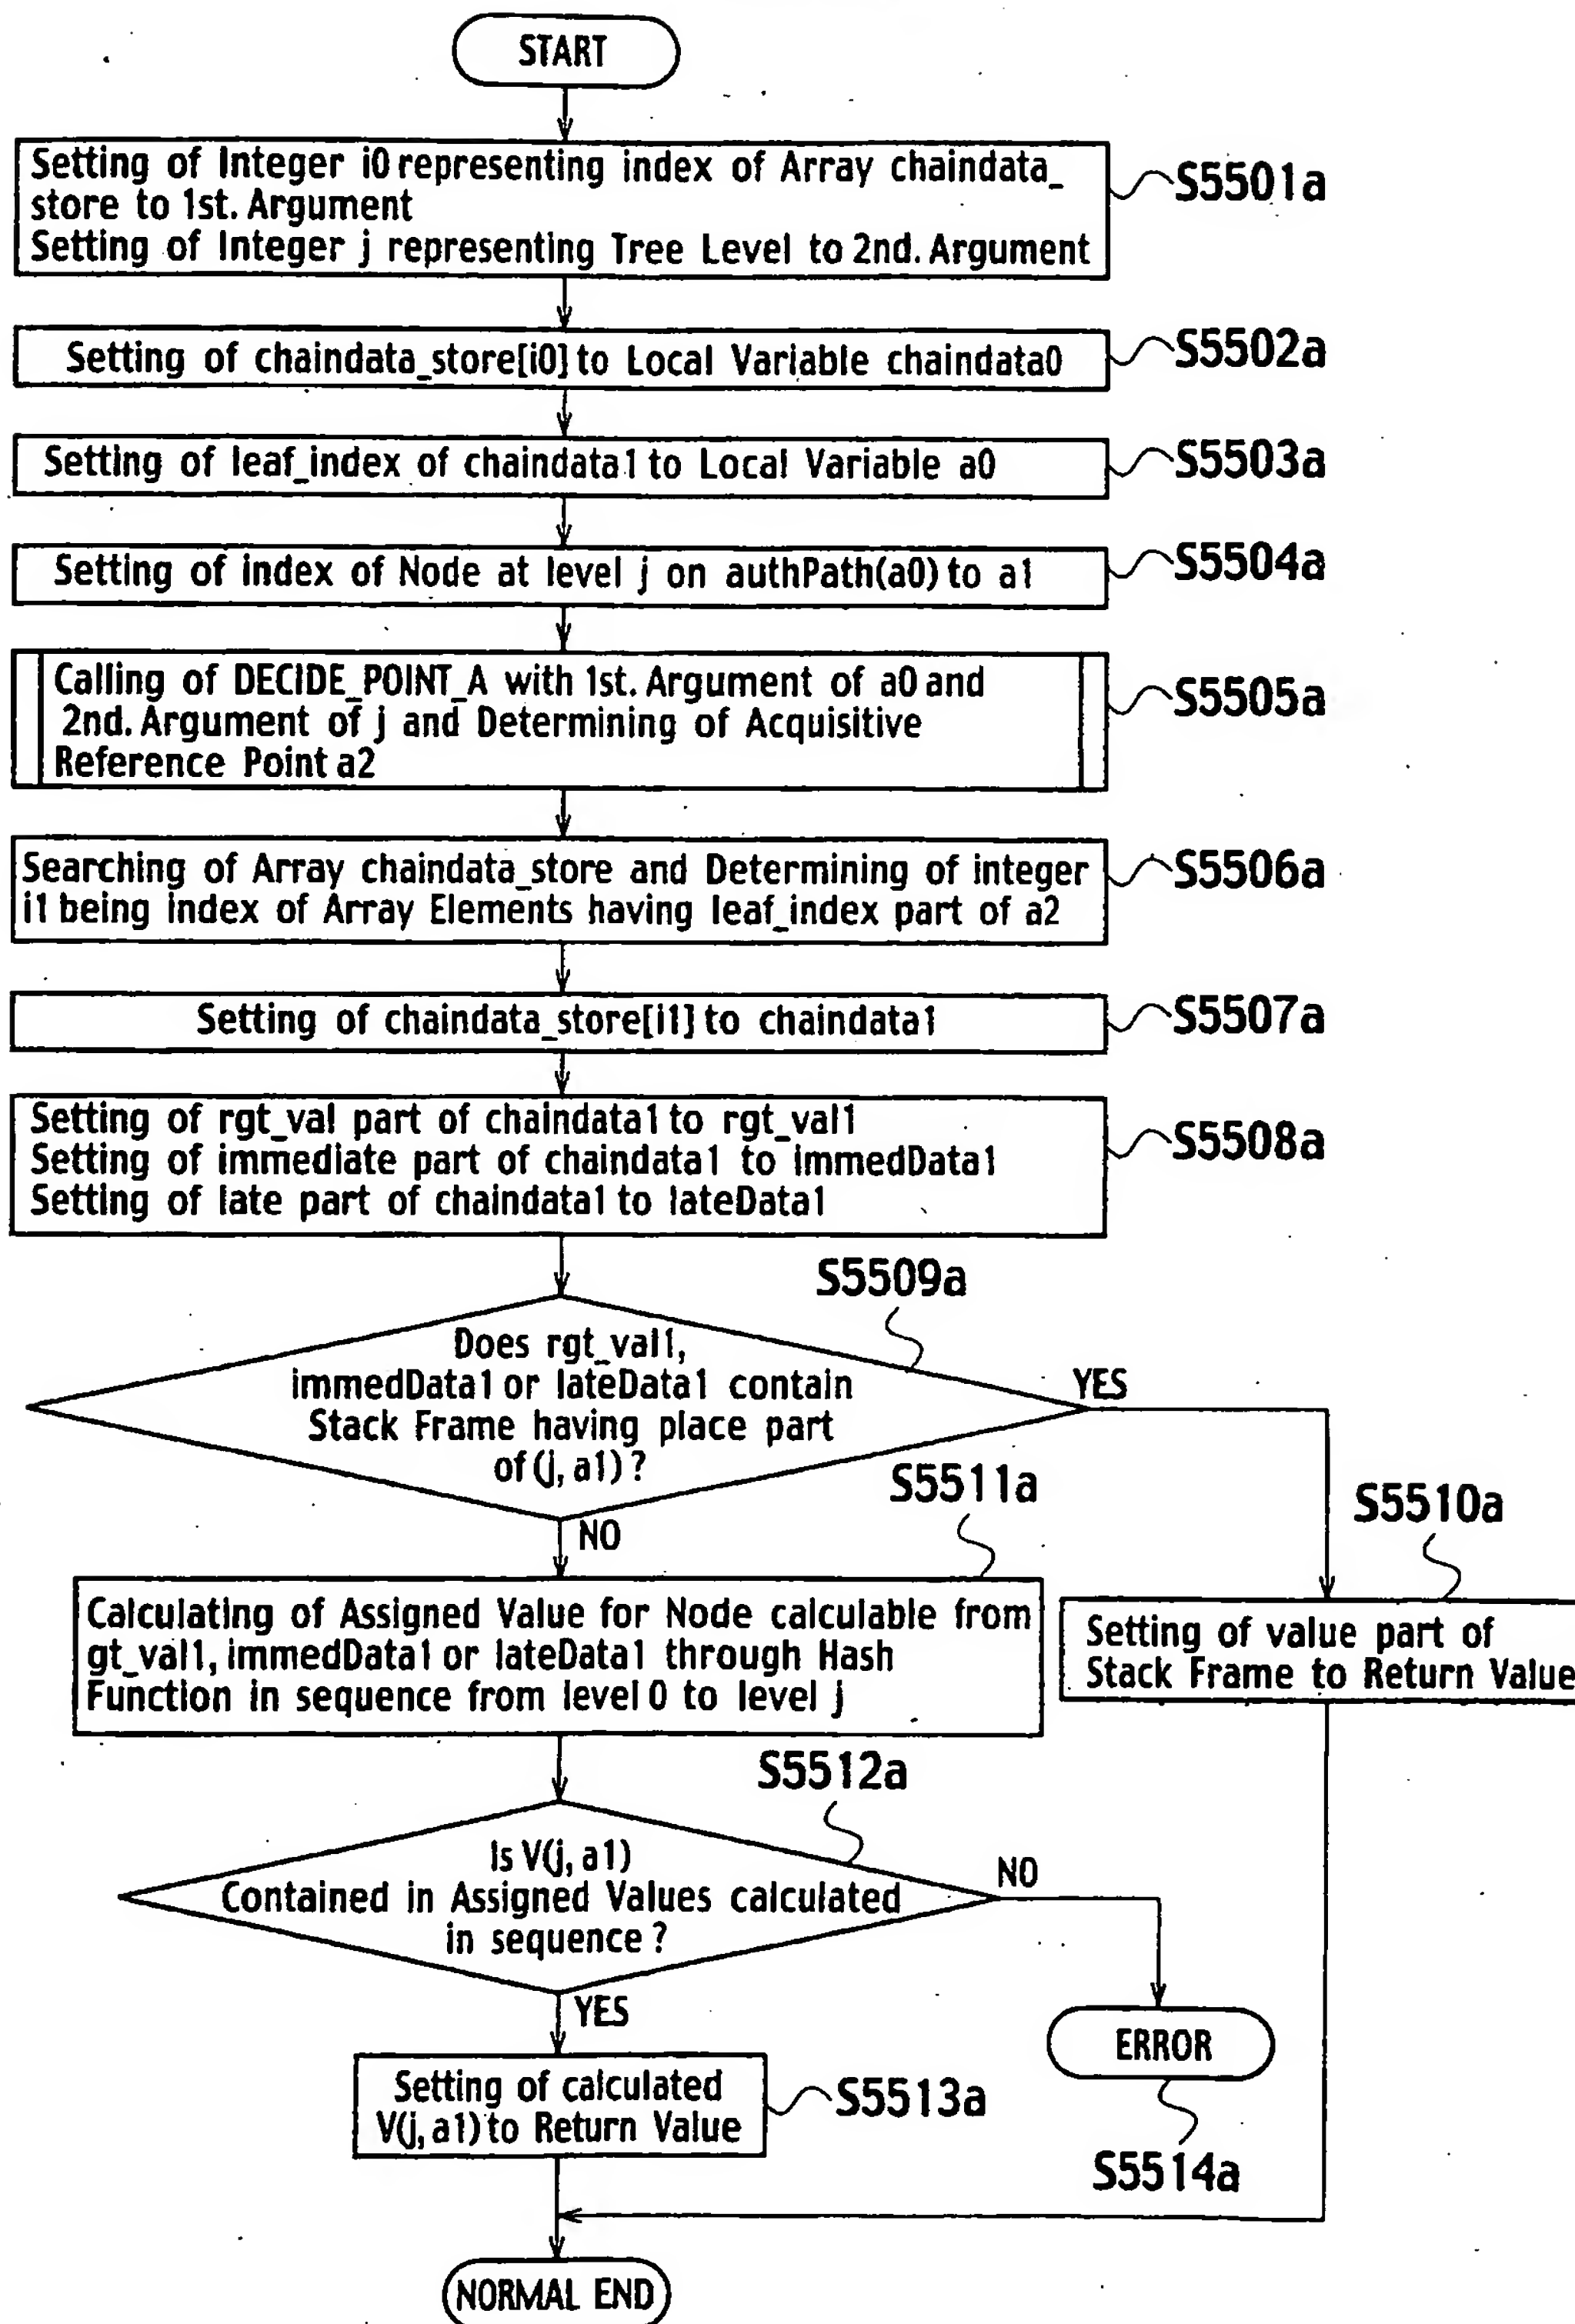 START
Setting of Integer i0 representing index of Array chaindata_
store to 1st. Argument
Setting of Integer j representing Tree Level to 2nd. Argument
S5501a
Setting of chaindata_store[i0] to Local Variable chaindata0
S5502a
Setting of leaf_index of chaindata1 to Local Variable a0
S5503a
Setting of index of Node at level j on authPath(a0) to a1
S5504a
Calling of DECIDE_POINT_A with 1st. Argument of a0 and
2nd. Argument of j and Determining of Acquisitive
Reference Point a2
S5505a
Searching of Array chaindata_store and Determining of integer
i1 being index of Array Elements having leaf_index part of a2
S5506a
Setting of chaindata_store[i1] to chaindata1
S5507a
Setting of rgt_val part of chaindata1 to rgt_val1
Setting of immediate part of chaindata1 to immedData1
Setting of late part of chaindata1 to lateData1
S5508a
S5509a
Does rgt_val1,
immedData1 or lateData1 contain
Stack Frame having place part
of (j, a1) ?
YES
NO
S5511a
S5510a
Calculating of Assigned Value for Node calculable from
gt_val1, immedData1 or lateData1 through Hash
Function in sequence from level 0 to level j
Setting of value part of
Stack Frame to Return Value
S5512a
Is V(j, a1)
Contained in Assigned Values calculated
in sequence ?
NO
YES
ERROR
Setting of calculated
V(j, a1) to Return Value
S5513a
S5514a
NORMAL END